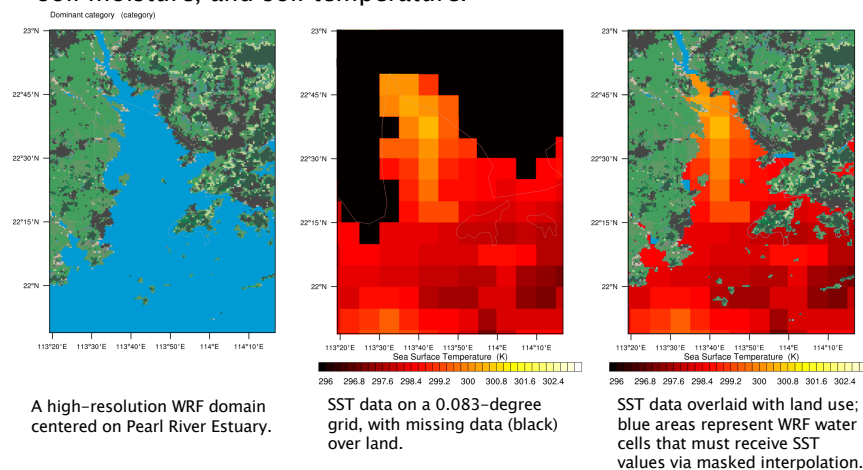 soil moisture, and soil temperature.
Dominant category (category)
23°N
22°45'N
22°30'N
22°15'N
22°N
113°20'E 113°30'E 113°40'E 113°50'E 114°E 114°10'E
A high-resolution WRF domain
centered on Pearl River Estuary.
23°N
22°45'N
22°30'N
22°15'N
22°N
113°20'E 113°30'E 113°40'E 113°50'E 114°E 114°10'E
Sea Surface Temperature (K)
296 296.8 297.6 298.4 299.2 300 300.8 301.6 302.4
SST data on a 0.083-degree
grid, with missing data (black)
over land.
23°N
22°45'N
22°30'N
22°15'N
22°N
113°20'E 113°30'E 113°40'E 113°50'E 114°E 114°10'E
Sea Surface Temperature (K)
296 296.8 297.6 298.4 299.2 300 300.8 301.6 302.4
SST data overlaid with land use;
blue areas represent WRF water
cells that must receive SST
values via masked interpolation.